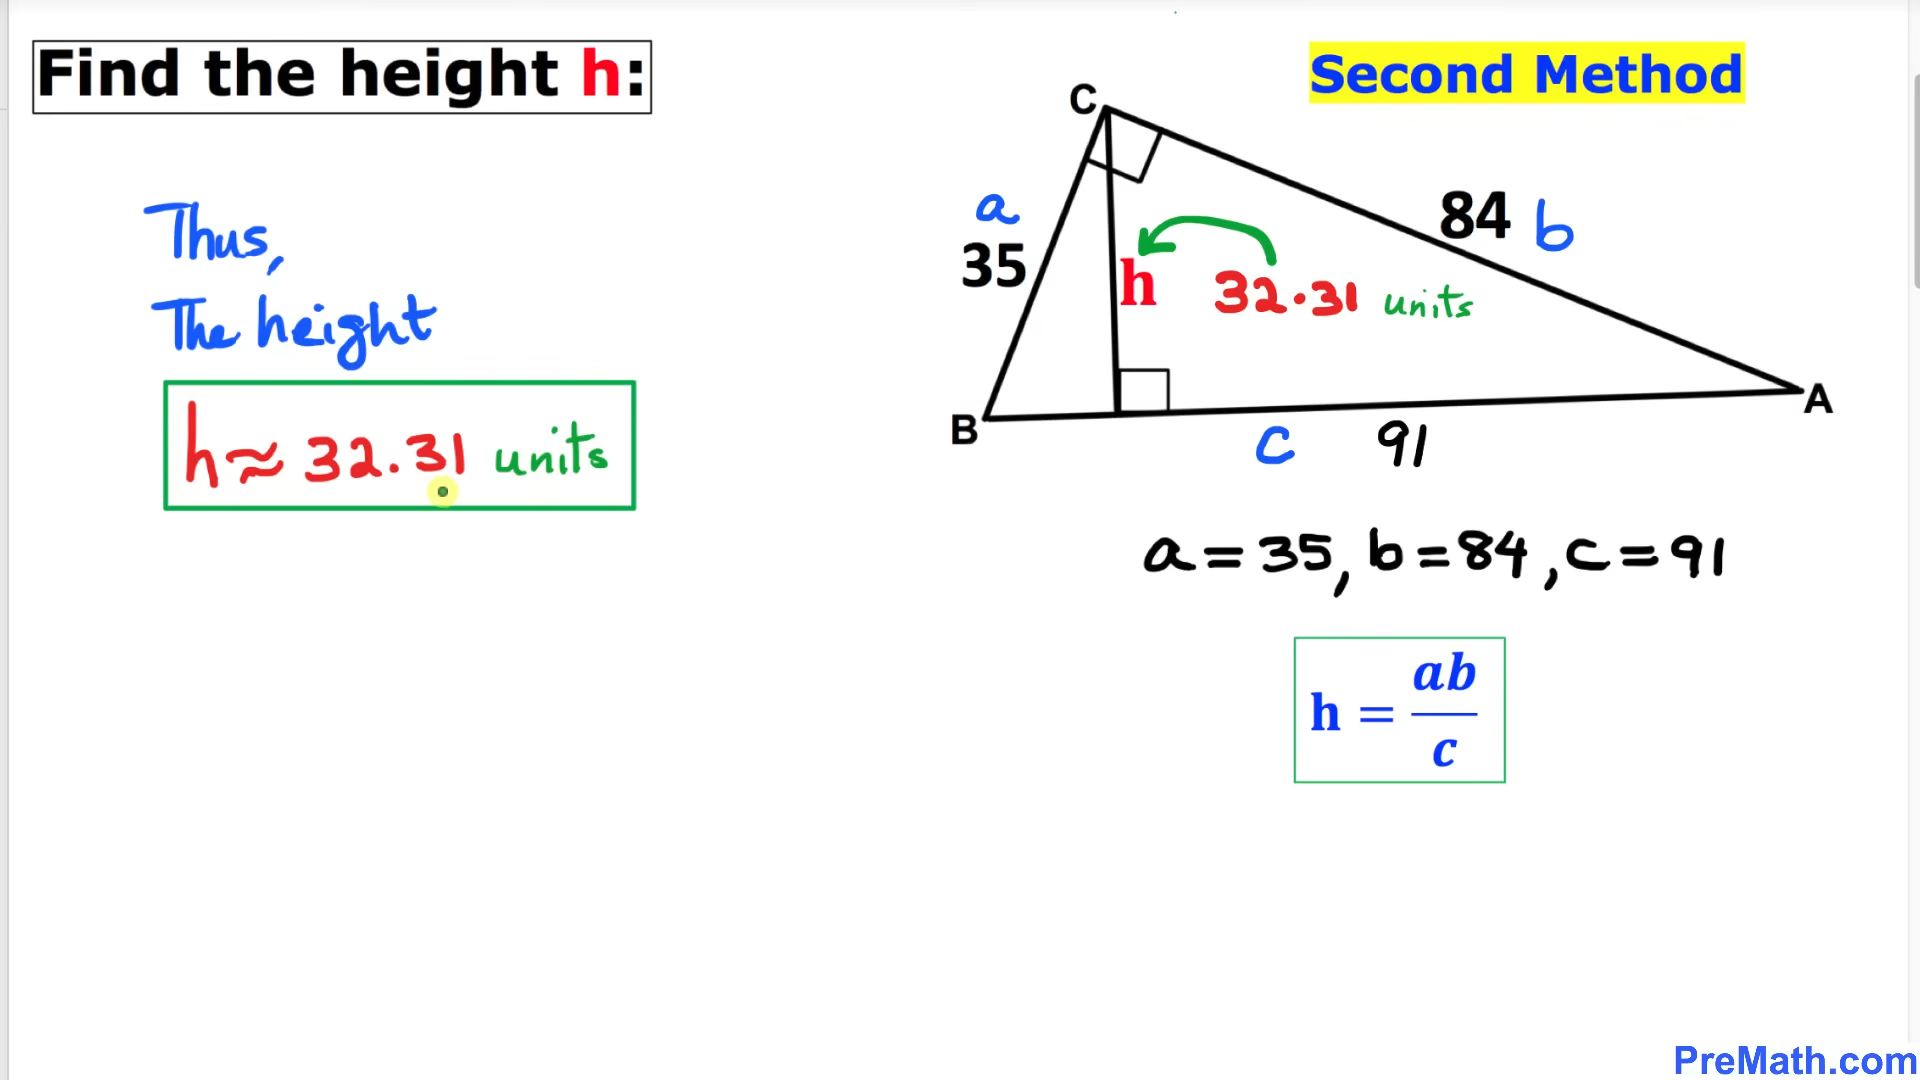 Find the height h:
Second Method
Thus,
The height
h ≈ 32.31 units
C
a
35
84 b
h 32.31 units
B
A
c 91
a = 35, b = 84, c = 91
h = ab/c
PreMath.com